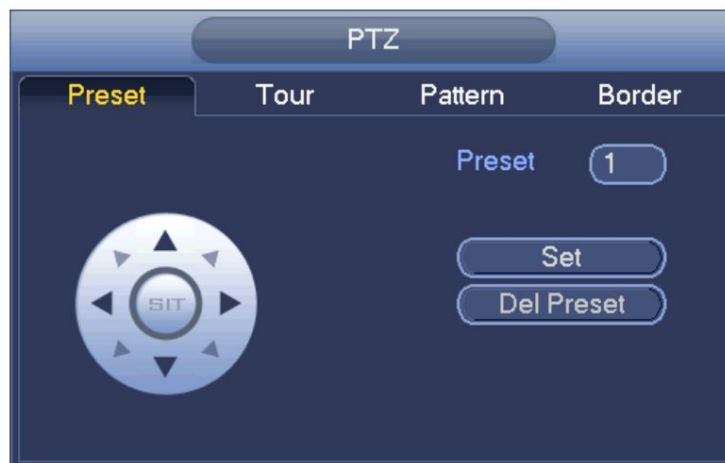 PTZ
Preset Tour Pattern Border
Preset 1
Set
SIT
Del Preset